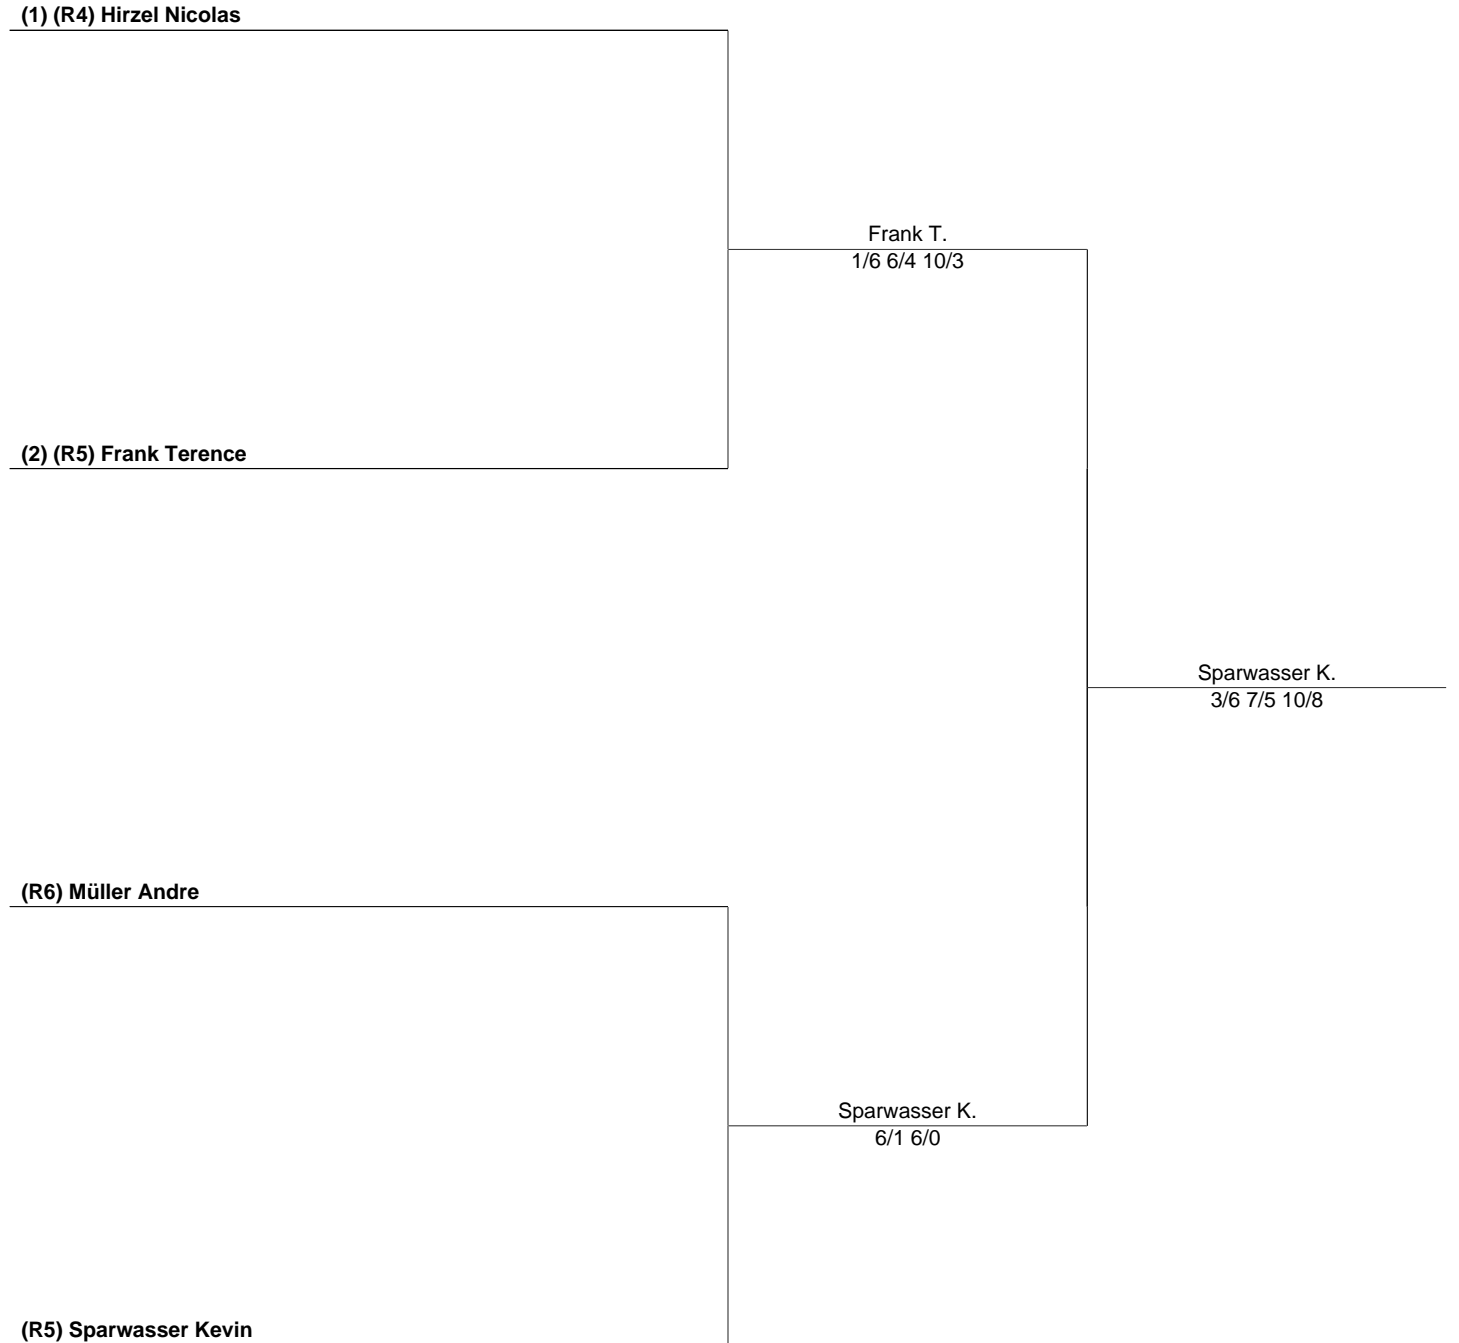 (1) (R4) Hirzel Nicolas
Frank T.
1/6 6/4 10/3
(2) (R5) Frank Terence
Sparwasser K.
3/6 7/5 10/8
(R6) Müller Andre
Sparwasser K.
6/1 6/0
(R5) Sparwasser Kevin